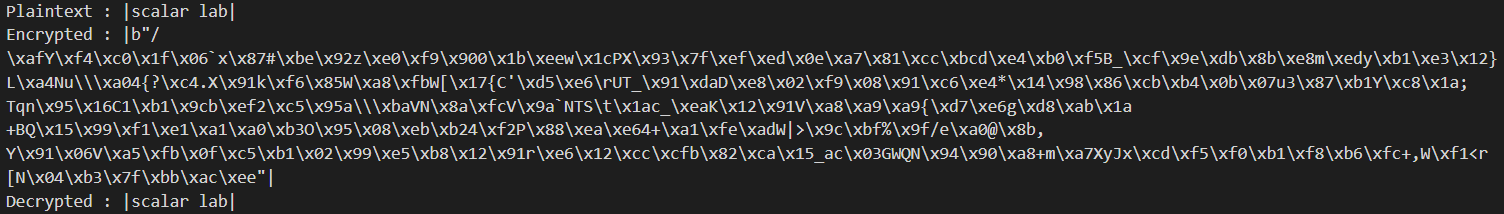 Plaintext : |scalar lab|
Encrypted : |b"/
\xafY\xf4\xc0\x1f\x06`x\x87#\xbe\x92z\xe0\xf9\x900\x1b\xeew\x1cPX\x93\x7f\xef\xed\x0e\xa7\x81\xcc\xbcd\xe4\xb0\xf5B_\xcf\x9e\xdb\x8b\xe8m\xedy\xb1\xe3\x12}
L\xa4Nu\\\xa04{?\xc4.X\x91k\xf6\x85W\xa8\xfbW[\x17{C'\xd5\xe6\rUT_\x91\xdaD\xe8\x02\xf9\x08\x91\xc6\xe4*\x14\x98\x86\xcb\xb4\x0b\x07u3\x87\xb1Y\xc8\x1a;
Tqn\x95\x16C1\xb1\x9cb\xef2\xc5\x95a\\\xbaVN\x8a\xfcV\x9a`NTS\t\x1ac_\xeaK\x12\x91V\xa8\xa9\xa9{\xd7\xe6g\xd8\xab\x1a
+BQ\x15\x99\xf1\xe1\xa1\xa0\xb3O\x95\x08\xeb\xb24\xf2P\x88\xea\xe64+\xa1\xfe\xadW|>\x9c\xbf%\x9f/e\xa0@\x8b,
Y\x91\x06V\xa5\xfb\x0f\xc5\xb1\x02\x99\xe5\xb8\x12\x91r\xe6\x12\xcc\xcfb\x82\xca\x15_ac\x03GWQN\x94\x90\xa8+m\xa7XyJx\xcd\xf5\xf0\xb1\xf8\xb6\xfc+,W\xf1<r
[N\x04\xb3\x7f\xbb\xac\xee"|
Decrypted : |scalar lab|